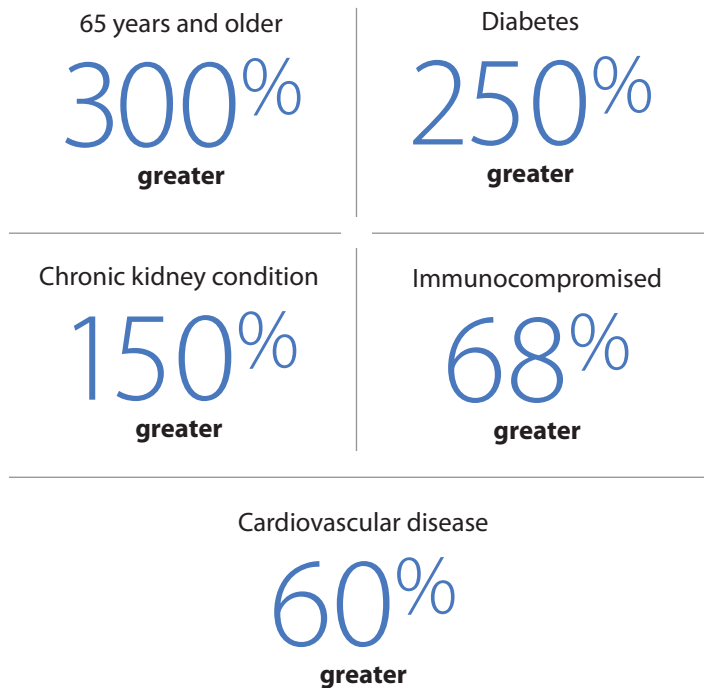 65 years and older
300%
greater
Diabetes
250%
greater
Chronic kidney condition
150%
greater
Immunocompromised
68%
greater
Cardiovascular disease
60%
greater